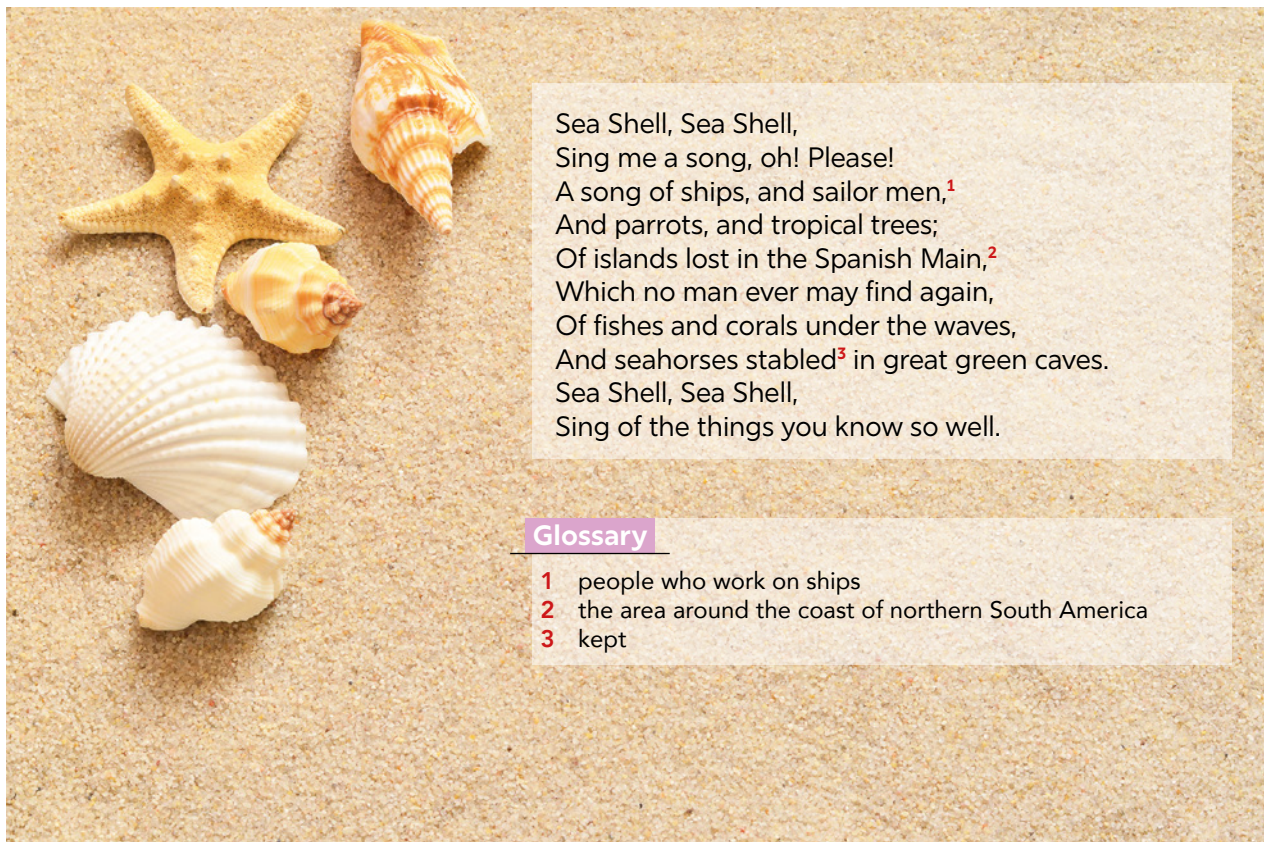 Sea Shell, Sea Shell,
Sing me a song, oh! Please!
A song of ships, and sailor men,1
And parrots, and tropical trees;
Of islands lost in the Spanish Main,2
Which no man ever may find again,
Of fishes and corals under the waves,
And seahorses stabled3 in great green caves.
Sea Shell, Sea Shell,
Sing of the things you know so well.
Glossary
1 people who work on ships
2 the area around the coast of northern South America
3 kept